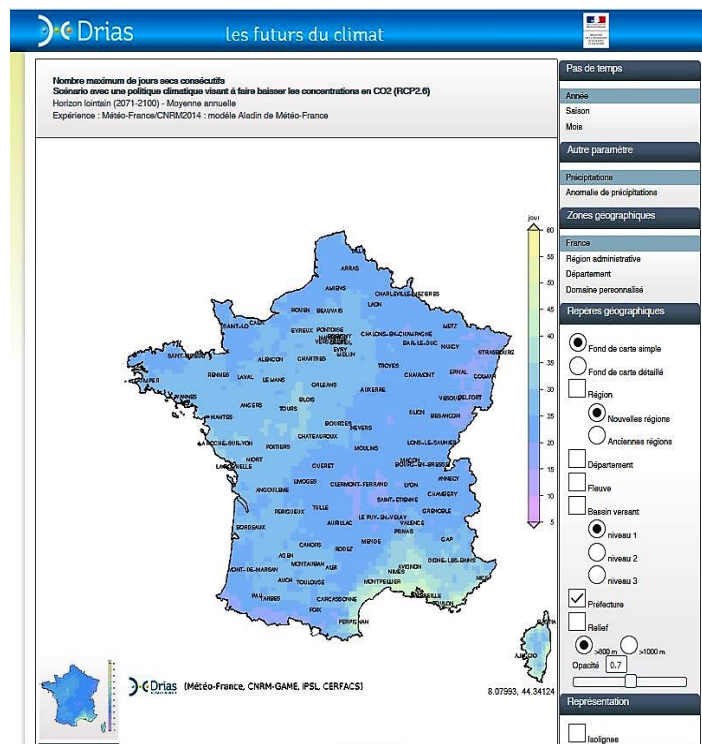 Drias
les futurs du climat
Nombre maximum de jours secs consécutifs
Scénario avec une politique climatique visant à faire baisser les concentrations en CO2 (RCP2.6)
Horizon lointain (2071-2100) - Moyenne annuelle
Expérience : Météo-France/CNRM2014 : modèle Aladin de Météo-France
Pas de temps
Année
Saison
Mois
Autre paramètre
Précipitations
Anomalie de précipitations
Zones géographiques
France
Région administrative
Département
Domaine personnalisé
Repères géographiques
Fond de carte simple
Fond de carte détaillé
Région
Nouvelles régions
Anciennes régions
Département
Fleuve
Bassin versant
niveau 1
niveau 2
niveau 3
Préfecture
Relief
>800 m
>1000 m
Opacité 0.7
Représentation
Isolignes
jour
60
55
50
45
40
35
30
25
20
15
10
5
ARRAS
AMIENS
CHARLEVILLE-MEZIERES
LAON
ROUEN BEAUVAIS
SAINT-LO CAEN
EVREUX PONTOISE
METZ
CHALONS-EN-CHAMPAGNE
BAR-LE-DUC NANCY
STRASBOURG
EVRY
MELUN
SAINT-BRIEUC
QUIMPER
RENNES LAVAL
ALENCON
CHARTRES
LE MANS
TROYES
CHAUMONT
EPINAL
COLMAR
VANNES
ORLEANS
AUXERRE
VESOUL BELFORT
ANGERS
BLOIS
TOURS
NANTES
DIJON BESANCON
BOURGES
NEVERS
CHATEAUROUX
LA ROCHE-SUR-YON
POITIERS
MOULINS
LONS-LE-SAUNIER
NIORT
LA ROCHELLE
GUERET
MACON
BOURG-EN-BRESSE
LIMOGES
ANGOULEME
CLERMONT-FERRAND
LYON
ANNECY
CHAMBERY
SAINT-ETIENNE
PERIGUEUX
TULLE
GRENOBLE
LE PUY-EN-VELAY
VALENCE
BORDEAUX
AURILLAC
PRIVAS
CAHORS
RODEZ
MENDE
GAP
AGEN
MONTAUBAN
ALBI
DIGNE-LES-BAINS
AVIGNON
NIMES
MONT-DE-MARSAN
NICE
AUCH TOULOUSE
MONTPELLIER
PAU
TARBES
CARCASSONNE
MARSEILLE
TOULON
FOIX
PERPIGNAN
BASTIA
AJACCIO
Drias (Météo-France, CNRM-GAME, IPSL, CERFACS)
8.07993, 44.34124